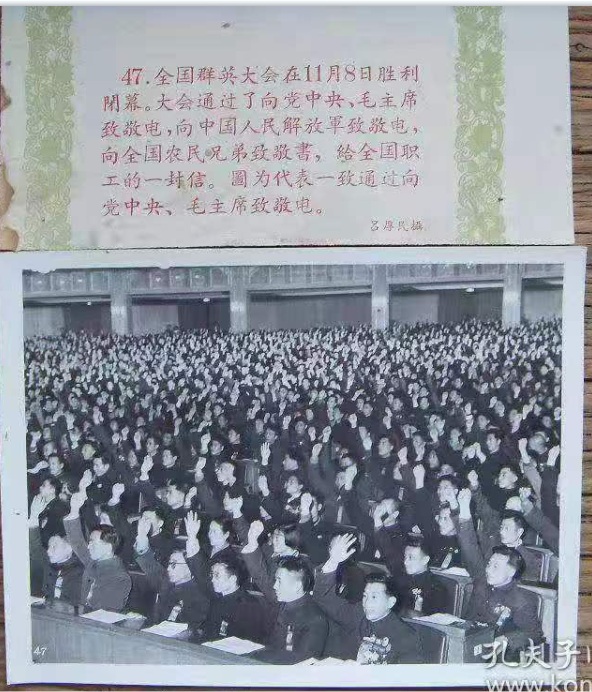 47.全国群英大会在11月8日胜利
閉幕。大会通过了向党中央、毛主席
致敬电，向中国人民解放軍致敬电，
向全国农民兄弟致敬書，給全国职
工的一封信。圖为代表一致通过向
党中央、毛主席致敬电。
吕厚民攝
47
孔夫子旧
www.kon